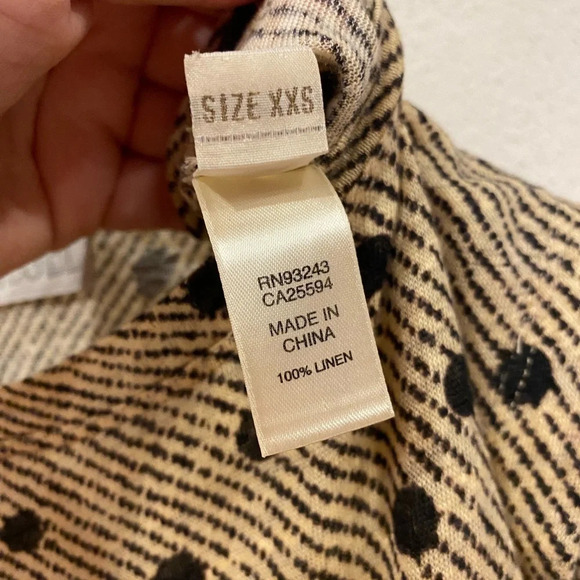 SIZE XXS
RN93243
CA25594
MADE IN
CHINA
100% LINEN